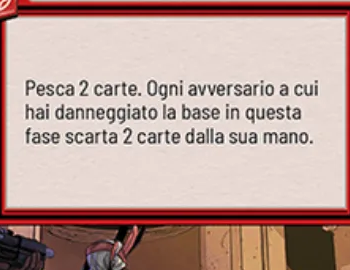 Pesca 2 carte. Ogni avversario a cui
hai danneggiato la base in questa
fase scarta 2 carte dalla sua mano.